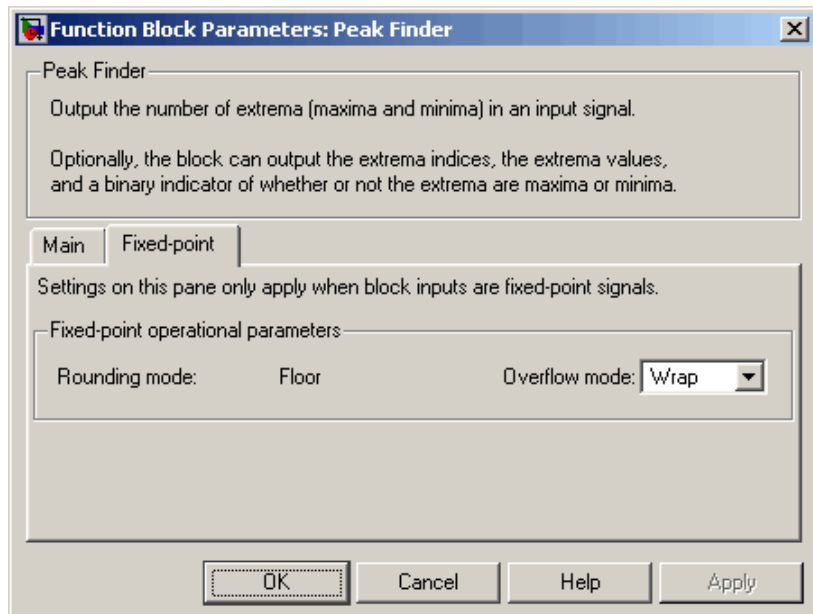 Function Block Parameters: Peak Finder
Peak Finder
Output the number of extrema (maxima and minima) in an input signal.
Optionally, the block can output the extrema indices, the extrema values,
and a binary indicator of whether or not the extrema are maxima or minima.
Main Fixed-point
Settings on this pane only apply when block inputs are fixed-point signals.
Fixed-point operational parameters
Rounding mode: Floor Overflow mode: Wrap
OK Cancel Help Apply